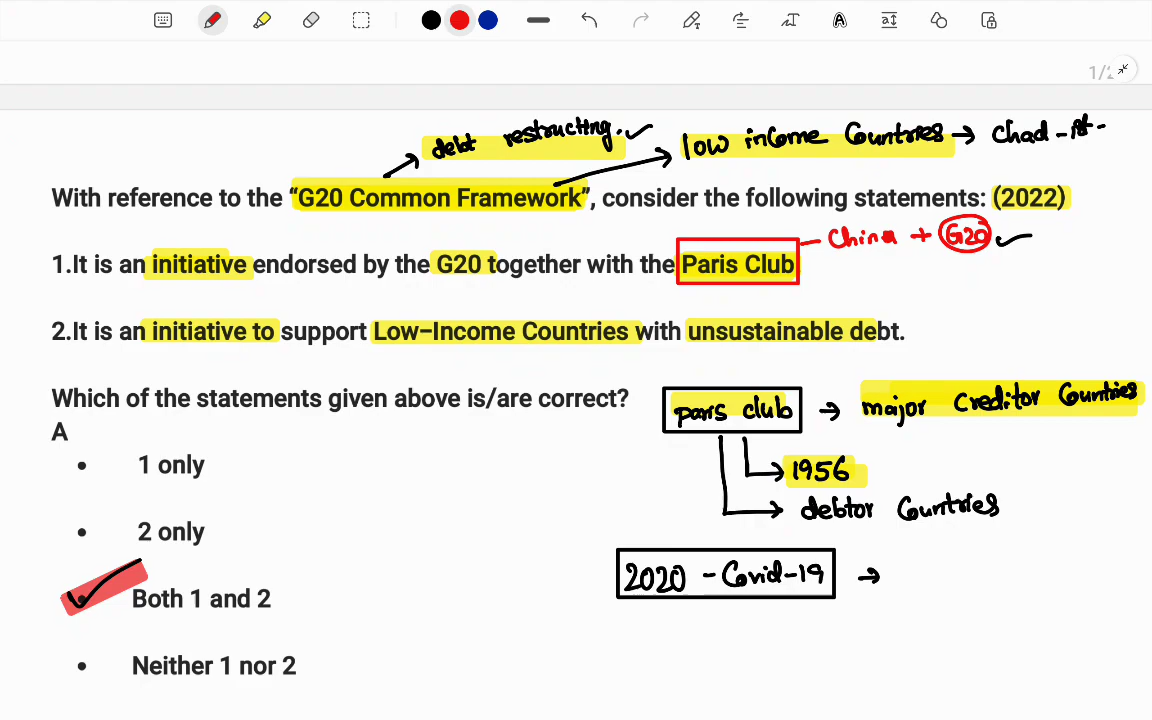 1/2
debt restructing.
low income Countries → Chad -1st-
With reference to the “G20 Common Framework”, consider the following statements: (2022)
China + G20
1.It is an initiative endorsed by the G20 together with the Paris Club
2.It is an initiative to support Low–Income Countries with unsustainable debt.
Which of the statements given above is/are correct?
A
paris club → major Creditor Countries
• 1 only
1956
debtor Countries
• 2 only
2020 - Covid-19 →
• Both 1 and 2
• Neither 1 nor 2